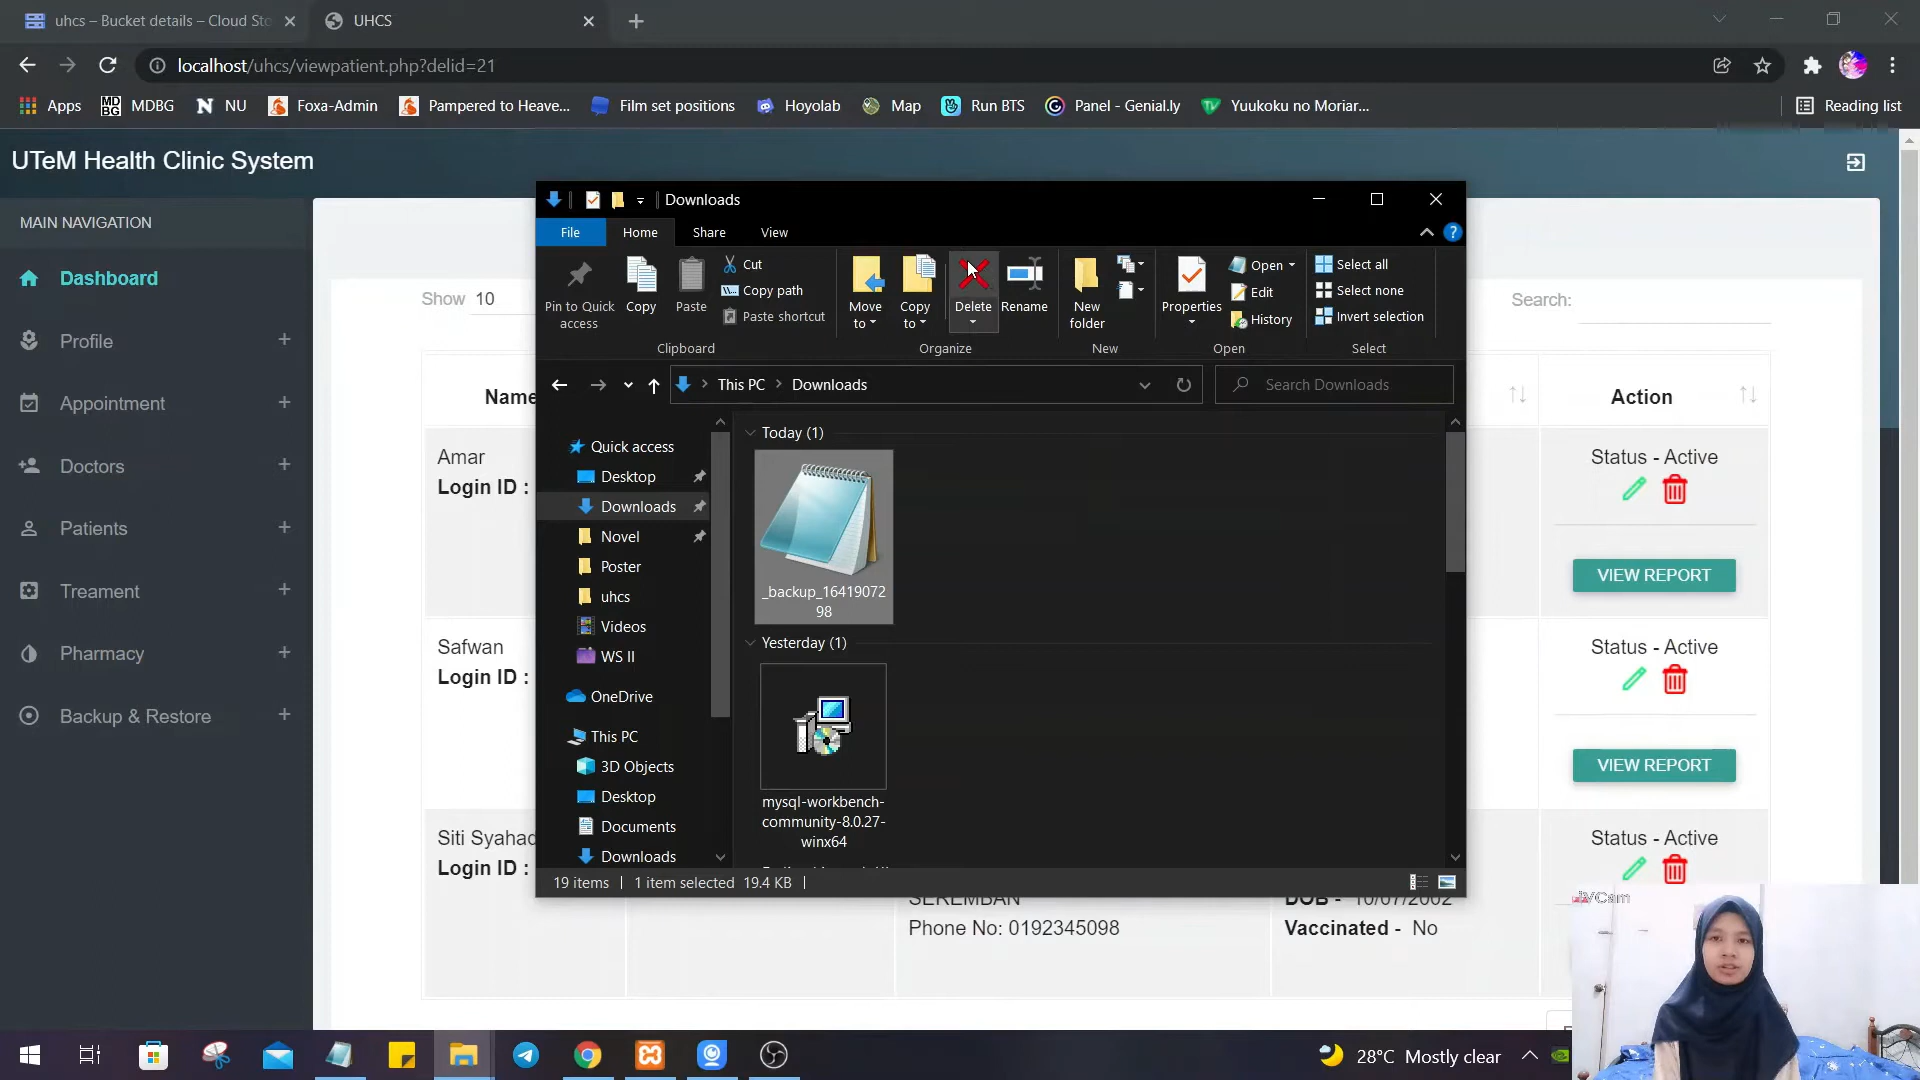 uhcs – Bucket details – Cloud Sto
UHCS
localhost/uhcs/viewpatient.php?delid=21
Apps
MDBG
NU
Foxa-Admin
Pampered to Heave...
Film set positions
Hoyolab
Map
Run BTS
Panel - Genial.ly
Yuukoku no Moriar...
Reading list
UTeM Health Clinic System
MAIN NAVIGATION
Dashboard
Profile
Appointment
Doctors
Patients
Treament
Pharmacy
Backup & Restore
Show 10
Search:
Name
Action
Amar
Login ID :
Status - Active
VIEW REPORT
Safwan
Login ID :
Status - Active
VIEW REPORT
Siti Syahad
Login ID :
Status - Active
SEREMBAN
Phone No: 0192345098
DOB - 10/07/2002
Vaccinated - No
Downloads
File
Home
Share
View
Pin to Quick access
Copy
Paste
Cut
Copy path
Paste shortcut
Clipboard
Move to
Copy to
Delete
Rename
Organize
New folder
New
Properties
Open
Edit
History
Open
Select all
Select none
Invert selection
Select
This PC
Downloads
Search Downloads
Quick access
Desktop
Downloads
Novel
Poster
uhcs
Videos
WS II
OneDrive
This PC
3D Objects
Desktop
Documents
Downloads
Today (1)
_backup_16419072
98
Yesterday (1)
mysql-workbench-
community-8.0.27-
winx64
19 items
1 item selected 19.4 KB
28°C Mostly clear